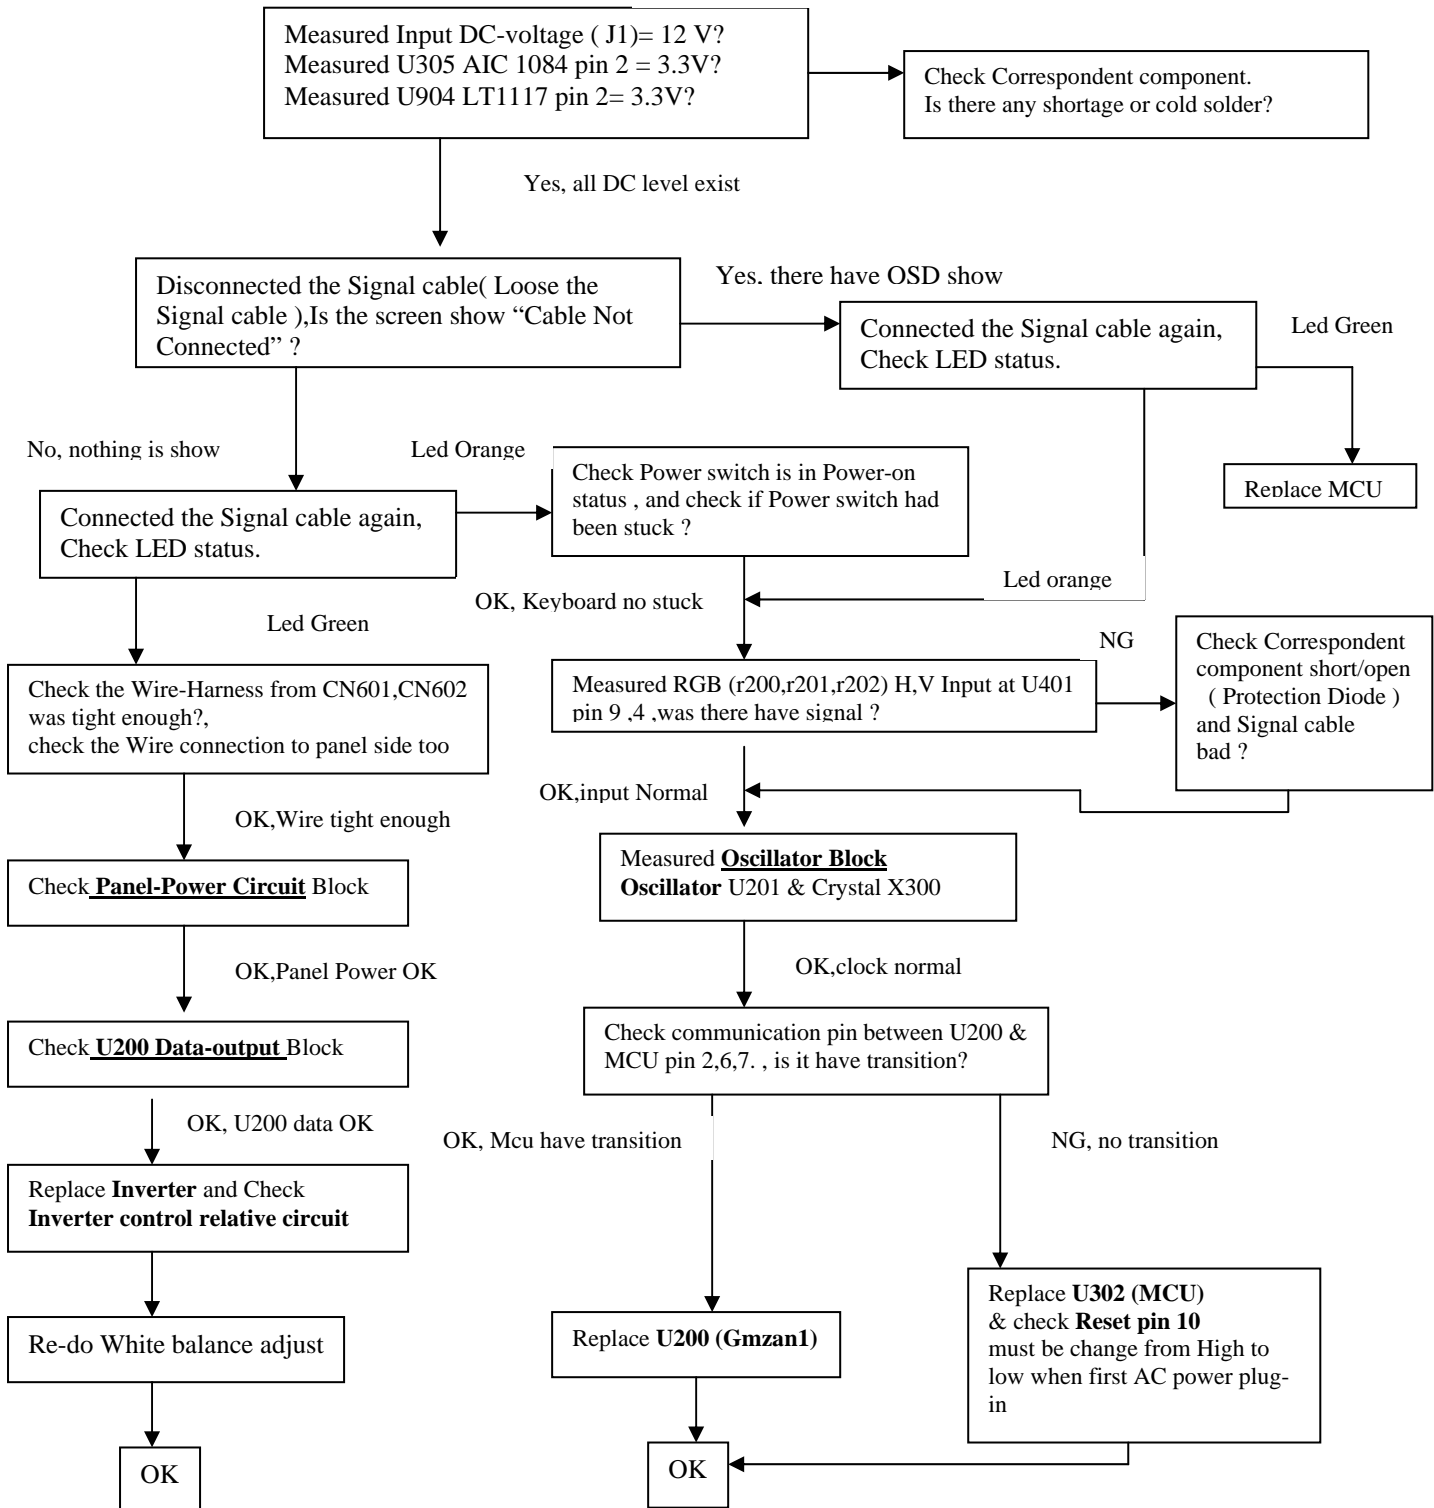 Measured Input DC-voltage ( J1)= 12 V?
Measured U305 AIC 1084 pin 2 = 3.3V?
Measured U904 LT1117 pin 2= 3.3V?
Check Correspondent component.
Is there any shortage or cold solder?
Yes, all DC level exist
Disconnected the Signal cable( Loose the
Signal cable ),Is the screen show “Cable Not
Connected” ?
Yes, there have OSD show
Connected the Signal cable again,
Check LED status.
Led Green
Replace MCU
No, nothing is show
Led Orange
Connected the Signal cable again,
Check LED status.
Check Power switch is in Power-on
status , and check if Power switch had
been stuck ?
Led orange
OK, Keyboard no stuck
Led Green
NG
Check the Wire-Harness from CN601,CN602
was tight enough?,
check the Wire connection to panel side too
Measured RGB (r200,r201,r202) H,V Input at U401
pin 9 ,4 ,was there have signal ?
Check Correspondent
component short/open
( Protection Diode )
and Signal cable
bad ?
OK,input Normal
OK,Wire tight enough
Check Panel-Power Circuit Block
Measured Oscillator Block
Oscillator U201 & Crystal X300
OK,Panel Power OK
OK,clock normal
Check U200 Data-output Block
Check communication pin between U200 &
MCU pin 2,6,7. , is it have transition?
OK, U200 data OK
OK, Mcu have transition
NG, no transition
Replace Inverter and Check
Inverter control relative circuit
Re-do White balance adjust
Replace U200 (Gmzan1)
Replace U302 (MCU)
& check Reset pin 10
must be change from High to
low when first AC power plug-
in
OK
OK